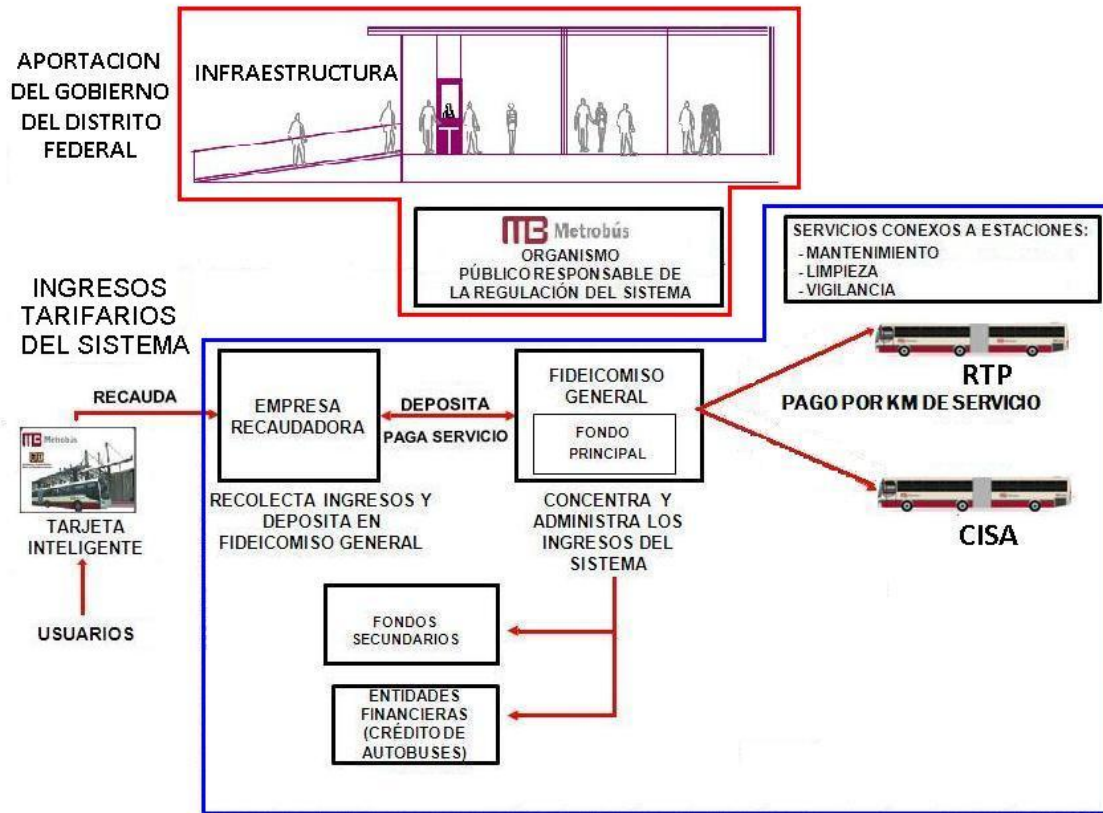 APORTACION
DEL GOBIERNO
DEL DISTRITO
FEDERAL
INFRAESTRUCTURA
MB Metrobús
ORGANISMO
PÚBLICO RESPONSABLE DE
LA REGULACIÓN DEL SISTEMA
SERVICIOS CONEXOS A ESTACIONES:
- MANTENIMIENTO
- LIMPIEZA
- VIGILANCIA
INGRESOS
TARIFARIOS
DEL SISTEMA
RECAUDA
EMPRESA
RECAUDADORA
DEPOSITA
PAGA SERVICIO
FIDEICOMISO
GENERAL
FONDO
PRINCIPAL
RTP
PAGO POR KM DE SERVICIO
CISA
MB Metrobús
TARJETA
INTELIGENTE
USUARIOS
RECOLECTA INGRESOS Y
DEPOSITA EN
FIDEICOMISO GENERAL
CONCENTRA Y
ADMINISTRA LOS
INGRESOS DEL
SISTEMA
FONDOS
SECUNDARIOS
ENTIDADES
FINANCIERAS
(CRÉDITO DE
AUTOBUSES)